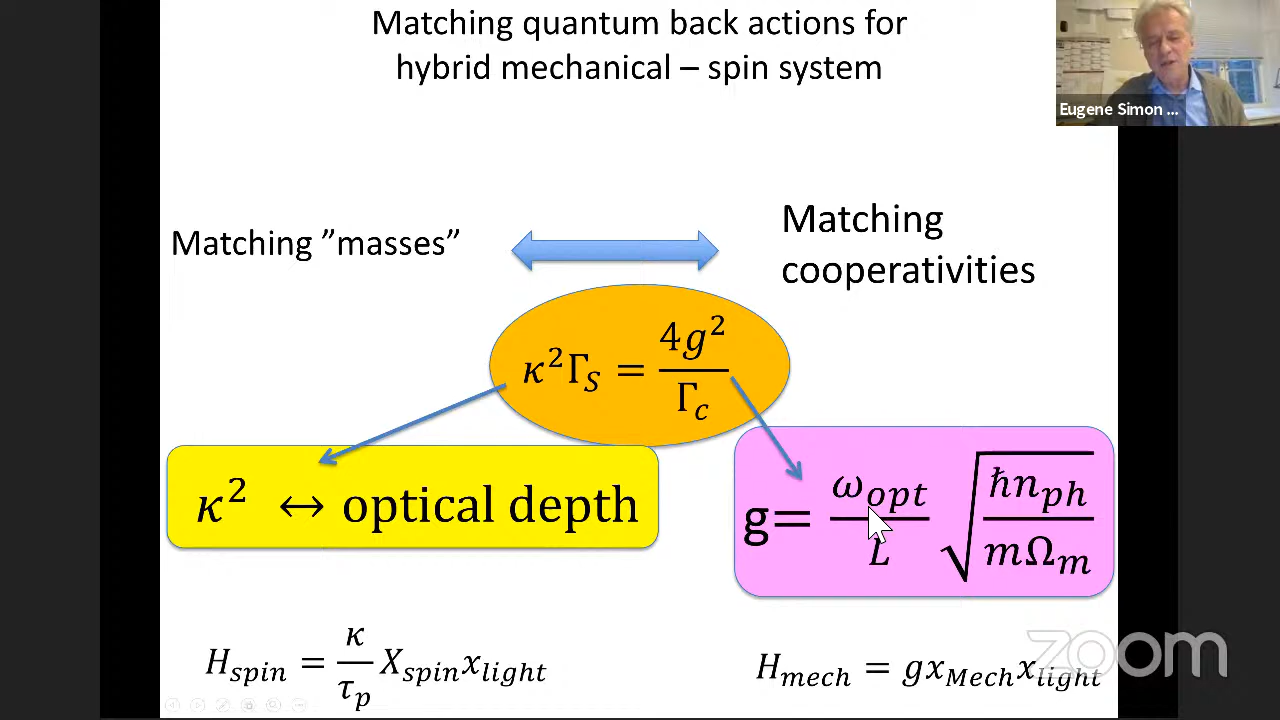 Matching quantum back actions for
hybrid mechanical – spin system
Eugene Simon ...
Matching ”masses”
Matching
cooperativities
κ²Γ_S = 4g²/Γ_c
κ² ↔ optical depth
g= ω_opt/L √(ħn_ph/mΩ_m)
H_spin = κ/τ_p X_spin x_light
H_mech = g x_Mech x_light
zoom